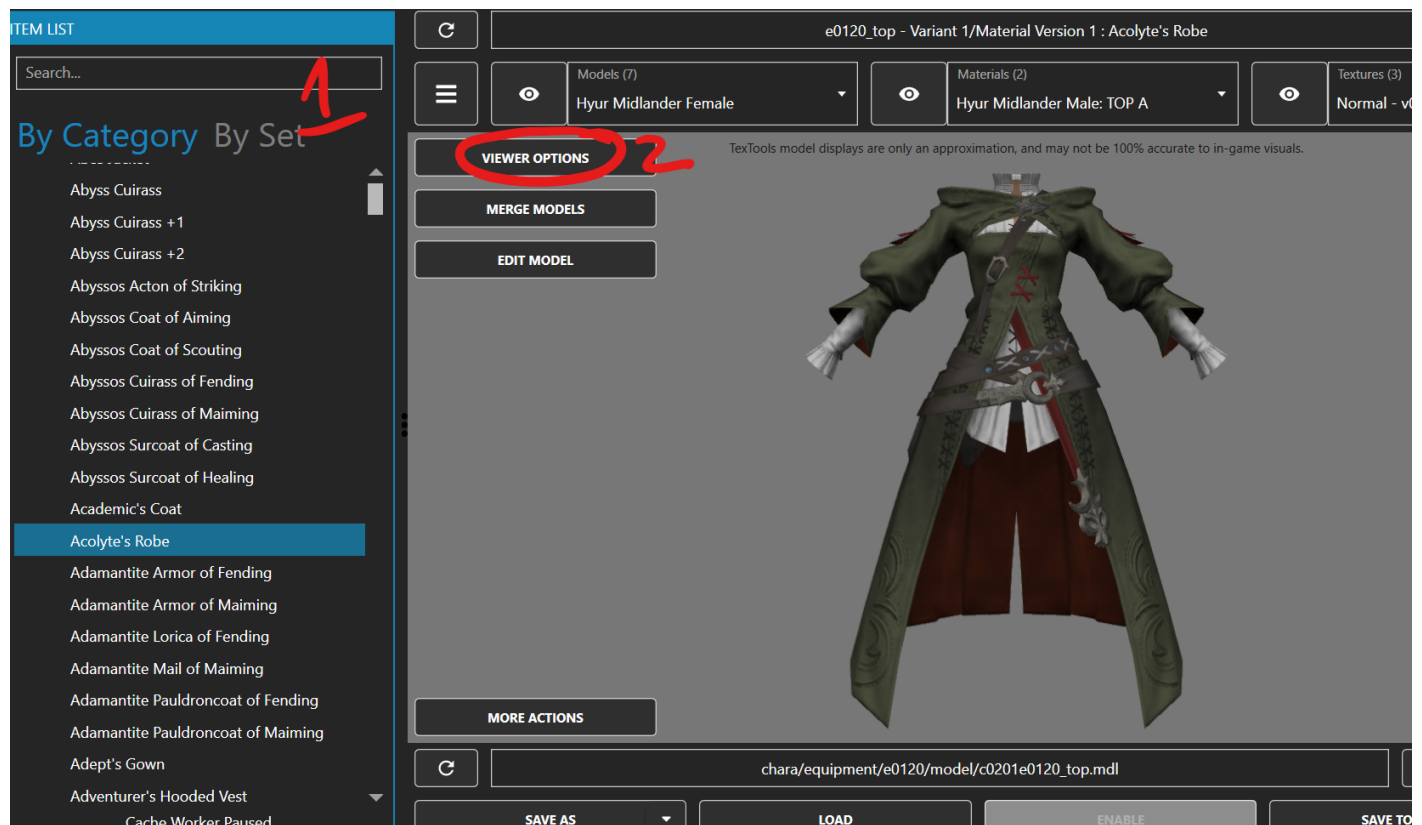 ITEM LIST
Search...
1
By Category By Set
Abyss Cuirass
Abyss Cuirass +1
Abyss Cuirass +2
Abyssos Acton of Striking
Abyssos Coat of Aiming
Abyssos Coat of Scouting
Abyssos Cuirass of Fending
Abyssos Cuirass of Maiming
Abyssos Surcoat of Casting
Abyssos Surcoat of Healing
Academic's Coat
Acolyte's Robe
Adamantite Armor of Fending
Adamantite Armor of Maiming
Adamantite Lorica of Fending
Adamantite Mail of Maiming
Adamantite Pauldroncoat of Fending
Adamantite Pauldroncoat of Maiming
Adept's Gown
Adventurer's Hooded Vest
Cache Worker Paused
e0120_top - Variant 1/Material Version 1 : Acolyte's Robe
Models (7)
Hyur Midlander Female
Materials (2)
Hyur Midlander Male: TOP A
Textures (3)
Normal -
VIEWER OPTIONS
2
TexTools model displays are only an approximation, and may not be 100% accurate to in-game visuals.
MERGE MODELS
EDIT MODEL
MORE ACTIONS
chara/equipment/e0120/model/c0201e0120_top.mdl
SAVE AS
LOAD
ENABLE
SAVE TO